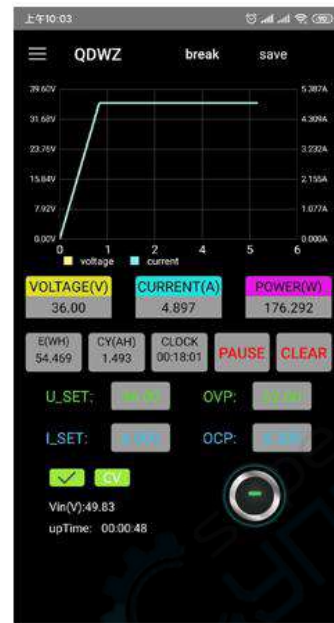 上午10:03
QDWZ break save
39.60V 5.387A
31.68V 4.309A
23.76V 3.232A
15.84V 2.155A
7.92V 1.077A
0.00V 0.000A
0 1 2 3 4 5 6
voltage current
VOLTAGE(V) CURRENT(A) POWER(W)
36.00 4.897 176.292
E(WH) CY(AH) CLOCK PAUSE CLEAR
54.469 1.493 00:18:01
U_SET: OVP:
I_SET: OCP:
CV
Vin(V):49.83
upTime: 00:00:48